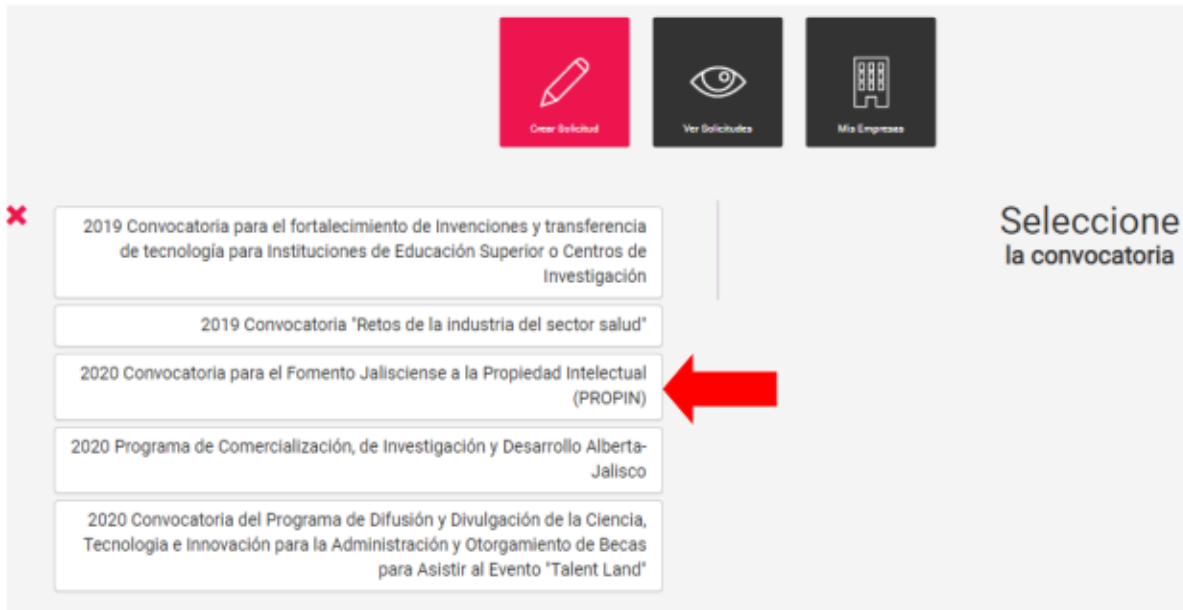 Crear Solicitud
Ver Solicitudes
Mis Empresas
2019 Convocatoria para el fortalecimiento de Invenciones y transferencia
de tecnología para Instituciones de Educación Superior o Centros de
Investigación
2019 Convocatoria "Retos de la industria del sector salud"
2020 Convocatoria para el Fomento Jalisciense a la Propiedad Intelectual
(PROPIN)
2020 Programa de Comercialización, de Investigación y Desarrollo Alberta-
Jalisco
2020 Convocatoria del Programa de Difusión y Divulgación de la Ciencia,
Tecnologia e Innovación para la Administración y Otorgamiento de Becas
para Asistir al Evento "Talent Land"
Seleccione
la convocatoria